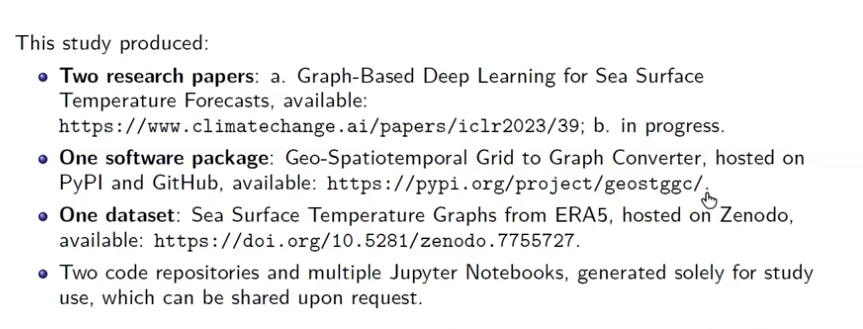 This study produced:
Two research papers: a. Graph-Based Deep Learning for Sea Surface
Temperature Forecasts, available:
https://www.climatechange.ai/papers/iclr2023/39; b. in progress.
One software package: Geo-Spatiotemporal Grid to Graph Converter, hosted on
PyPI and GitHub, available: https://pypi.org/project/geostggc/.
One dataset: Sea Surface Temperature Graphs from ERA5, hosted on Zenodo,
available: https://doi.org/10.5281/zenodo.7755727.
Two code repositories and multiple Jupyter Notebooks, generated solely for study
use, which can be shared upon request.